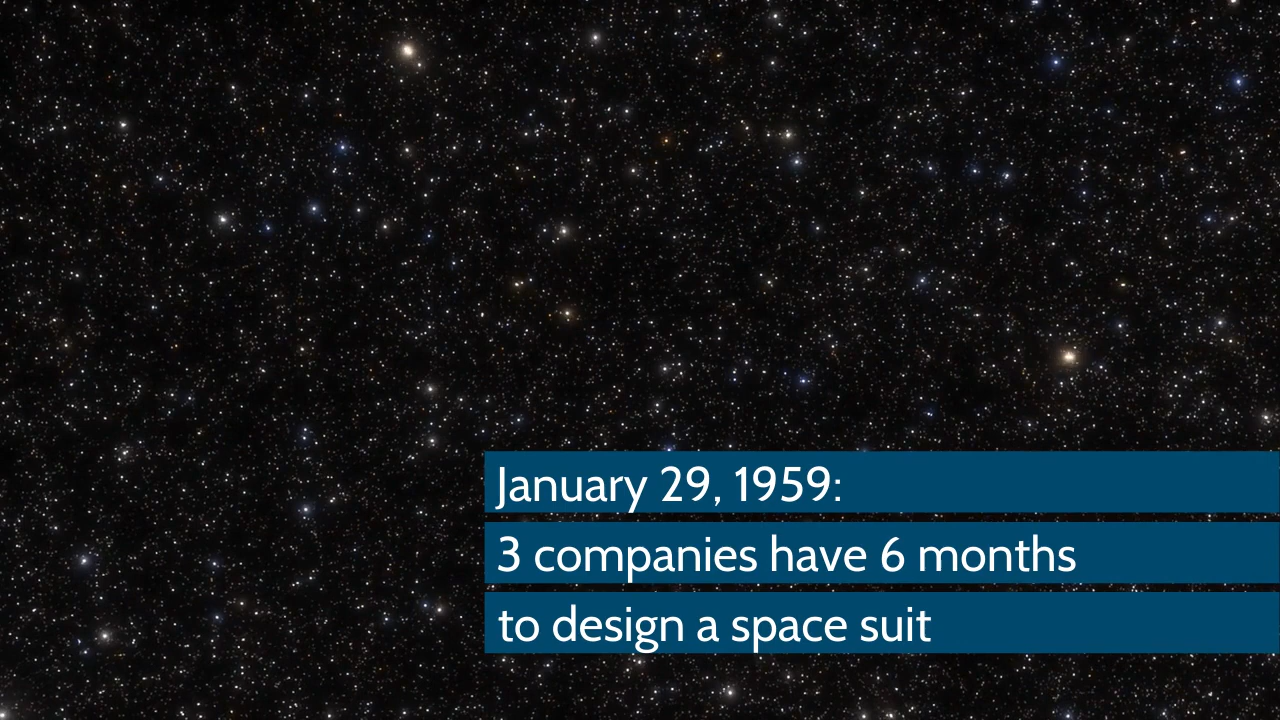 January 29, 1959:
3 companies have 6 months
to design a space suit